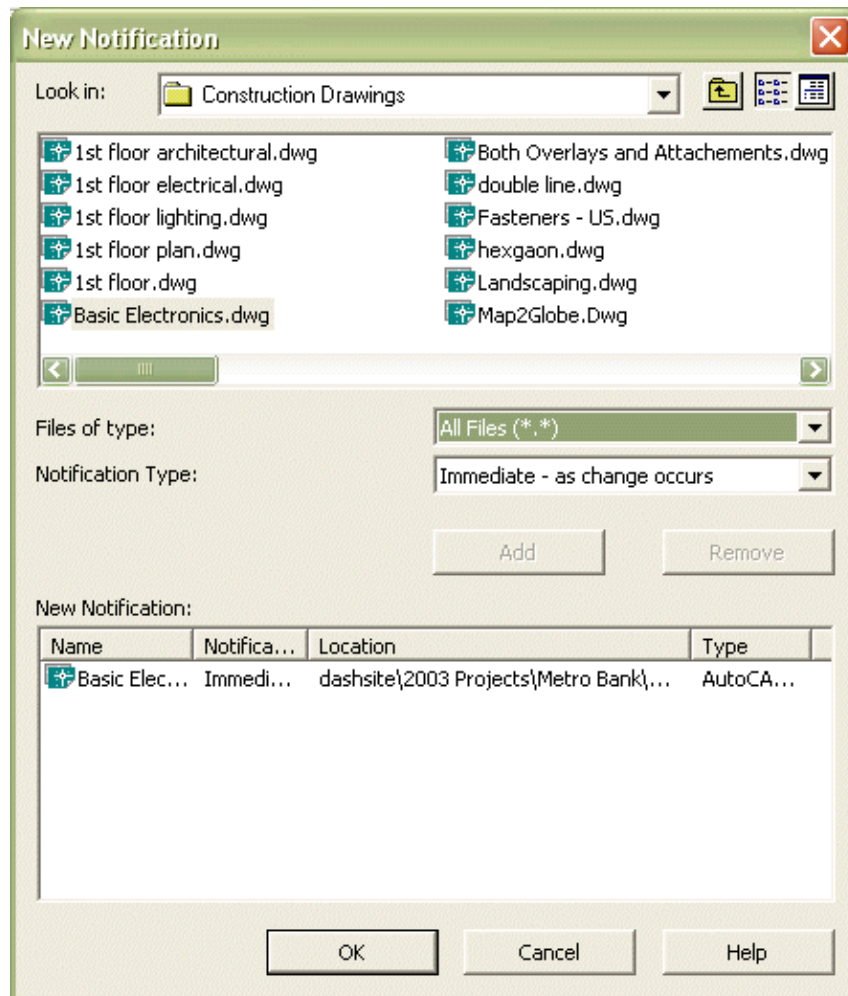 New Notification
Look in: Construction Drawings
1st floor architectural.dwg
1st floor electrical.dwg
1st floor lighting.dwg
1st floor plan.dwg
1st floor.dwg
Basic Electronics.dwg
Both Overlays and Attachements.dwg
double line.dwg
Fasteners - US.dwg
hexgaon.dwg
Landscaping.dwg
Map2Globe.Dwg
Files of type: All Files (*.*)
Notification Type: Immediate - as change occurs
Add Remove
New Notification:
Name Notifica... Location Type
Basic Elec... Immedi... dashsite\2003 Projects\Metro Bank\... AutoCA...
OK Cancel Help